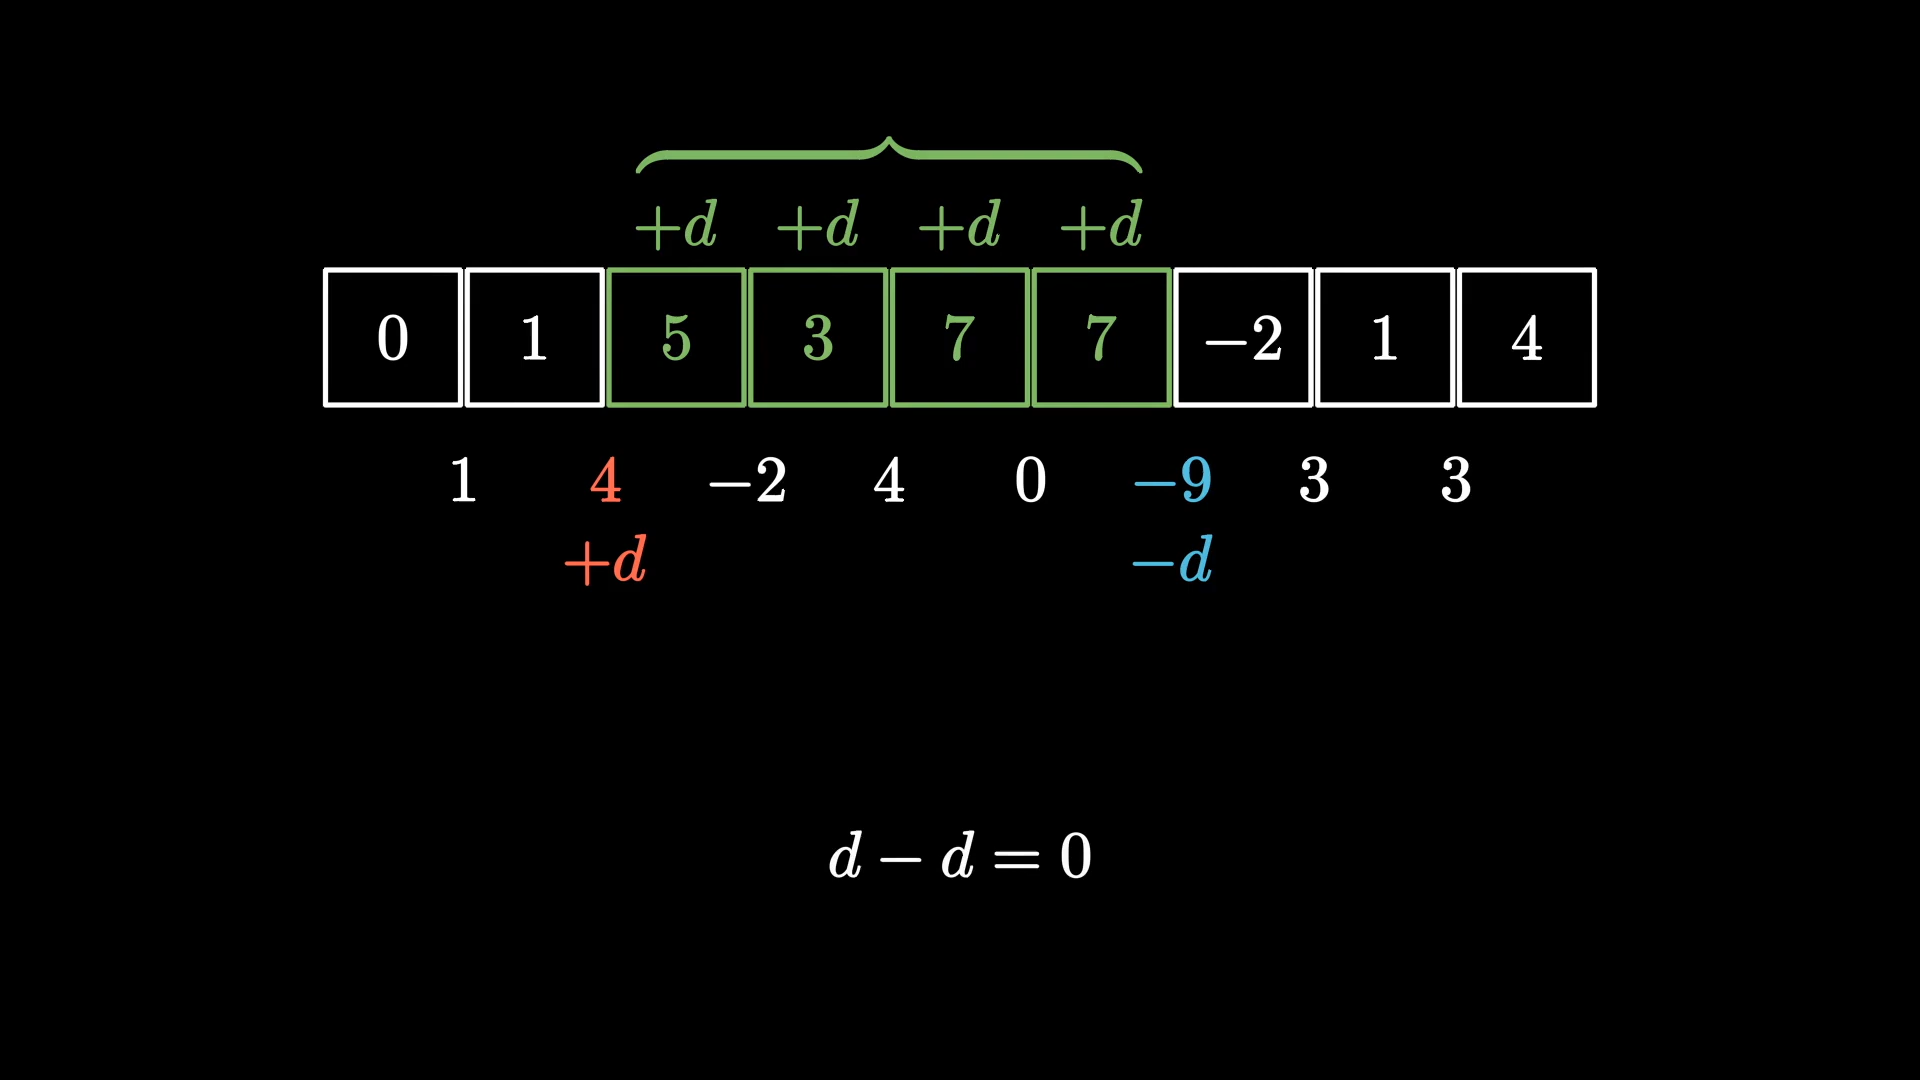 +d +d +d +d
0 1 5 3 7 7 −2 1 4
1 4 −2 4 0 −9 3 3
+d −d
d − d = 0